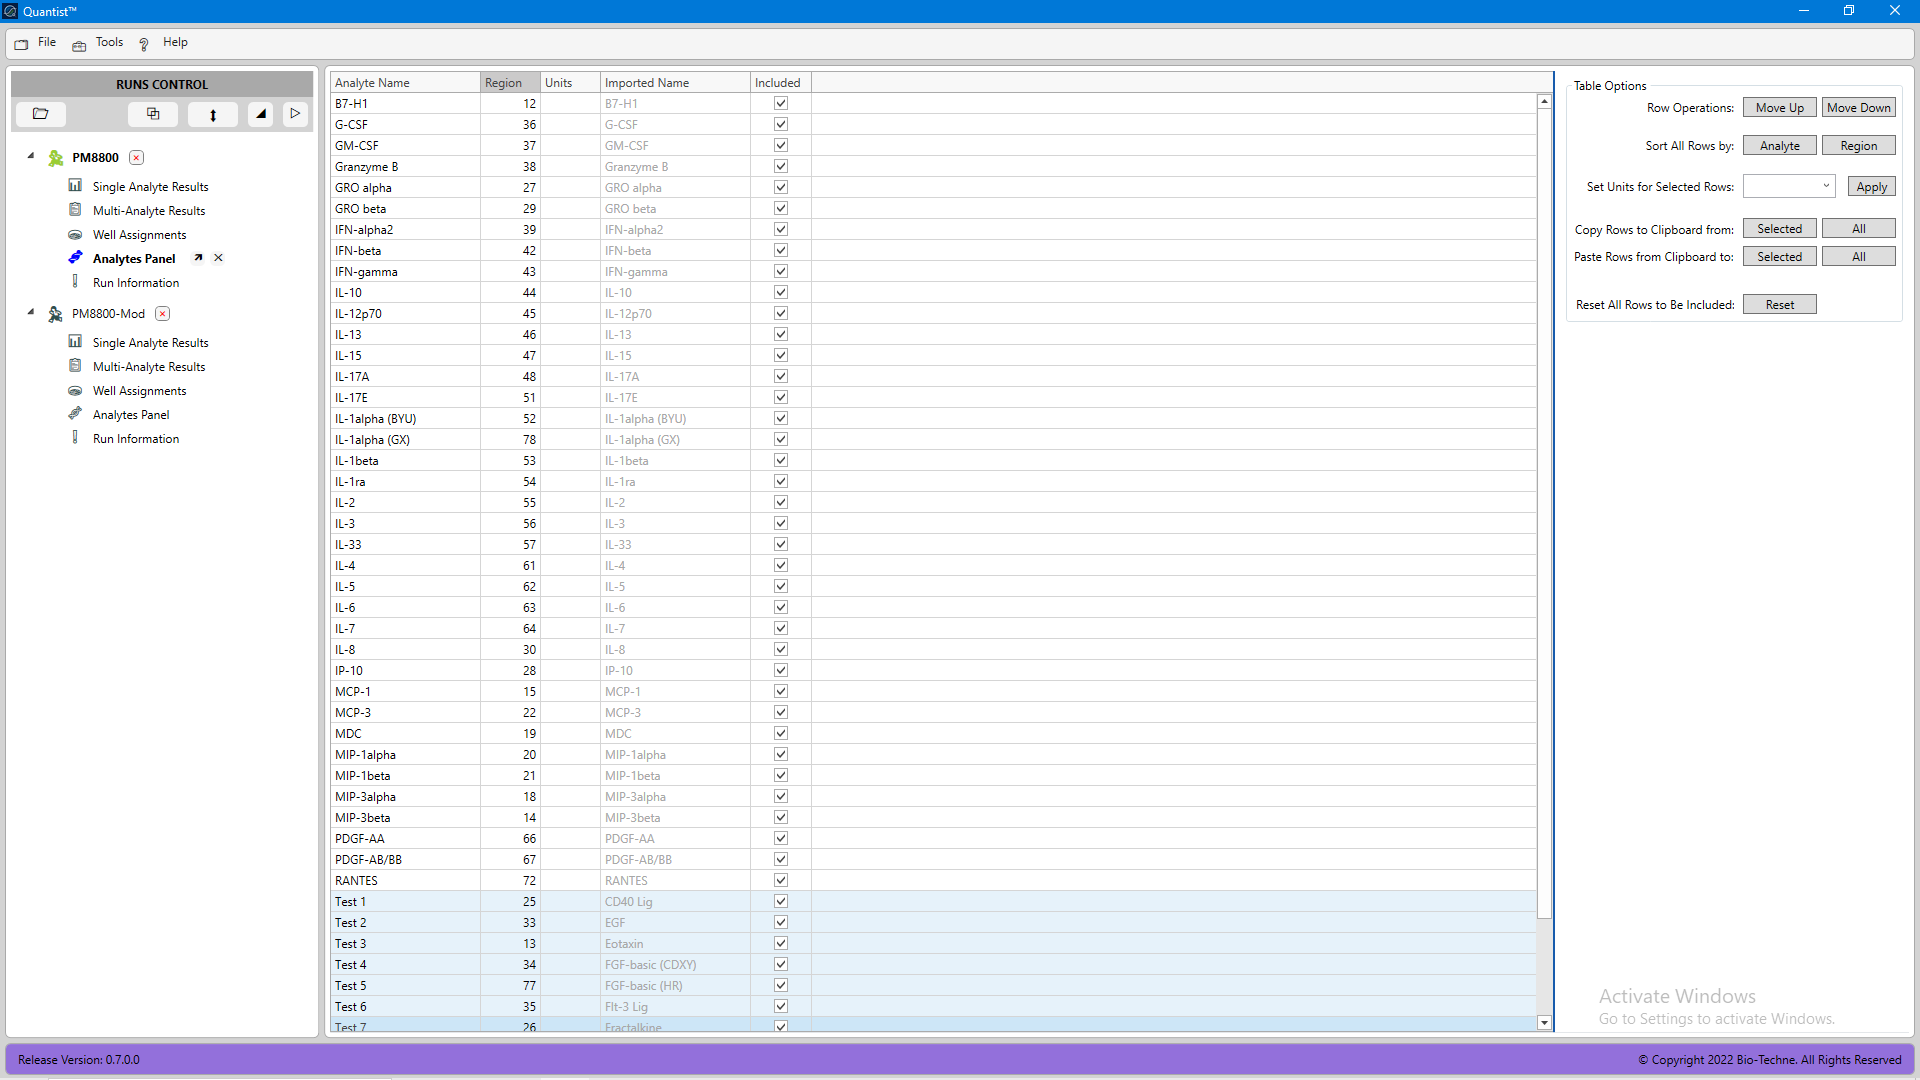 Quantist™
File Tools Help
RUNS CONTROL
PM8800
Single Analyte Results
Multi-Analyte Results
Well Assignments
Analytes Panel
Run Information
PM8800-Mod
Single Analyte Results
Multi-Analyte Results
Well Assignments
Analytes Panel
Run Information
Analyte Name Region Units Imported Name Included
B7-H1 12 B7-H1
G-CSF 36 G-CSF
GM-CSF 37 GM-CSF
Granzyme B 38 Granzyme B
GRO alpha 27 GRO alpha
GRO beta 29 GRO beta
IFN-alpha2 39 IFN-alpha2
IFN-beta 42 IFN-beta
IFN-gamma 43 IFN-gamma
IL-10 44 IL-10
IL-12p70 45 IL-12p70
IL-13 46 IL-13
IL-15 47 IL-15
IL-17A 48 IL-17A
IL-17E 51 IL-17E
IL-1alpha (BYU) 52 IL-1alpha (BYU)
IL-1alpha (GX) 78 IL-1alpha (GX)
IL-1beta 53 IL-1beta
IL-1ra 54 IL-1ra
IL-2 55 IL-2
IL-3 56 IL-3
IL-33 57 IL-33
IL-4 61 IL-4
IL-5 62 IL-5
IL-6 63 IL-6
IL-7 64 IL-7
IL-8 30 IL-8
IP-10 28 IP-10
MCP-1 15 MCP-1
MCP-3 22 MCP-3
MDC 19 MDC
MIP-1alpha 20 MIP-1alpha
MIP-1beta 21 MIP-1beta
MIP-3alpha 18 MIP-3alpha
MIP-3beta 14 MIP-3beta
PDGF-AA 66 PDGF-AA
PDGF-AB/BB 67 PDGF-AB/BB
RANTES 72 RANTES
Test 1 25 CD40 Lig
Test 2 33 EGF
Test 3 13 Eotaxin
Test 4 34 FGF-basic (CDXY)
Test 5 77 FGF-basic (HR)
Test 6 35 Flt-3 Lig
Test 7 26 Fractalkine
Table Options
Row Operations: Move Up Move Down
Sort All Rows by: Analyte Region
Set Units for Selected Rows: Apply
Copy Rows to Clipboard from: Selected All
Paste Rows from Clipboard to: Selected All
Reset All Rows to Be Included: Reset
Activate Windows
Go to Settings to activate Windows.
Release Version: 0.7.0.0
© Copyright 2022 Bio-Techne. All Rights Reserved